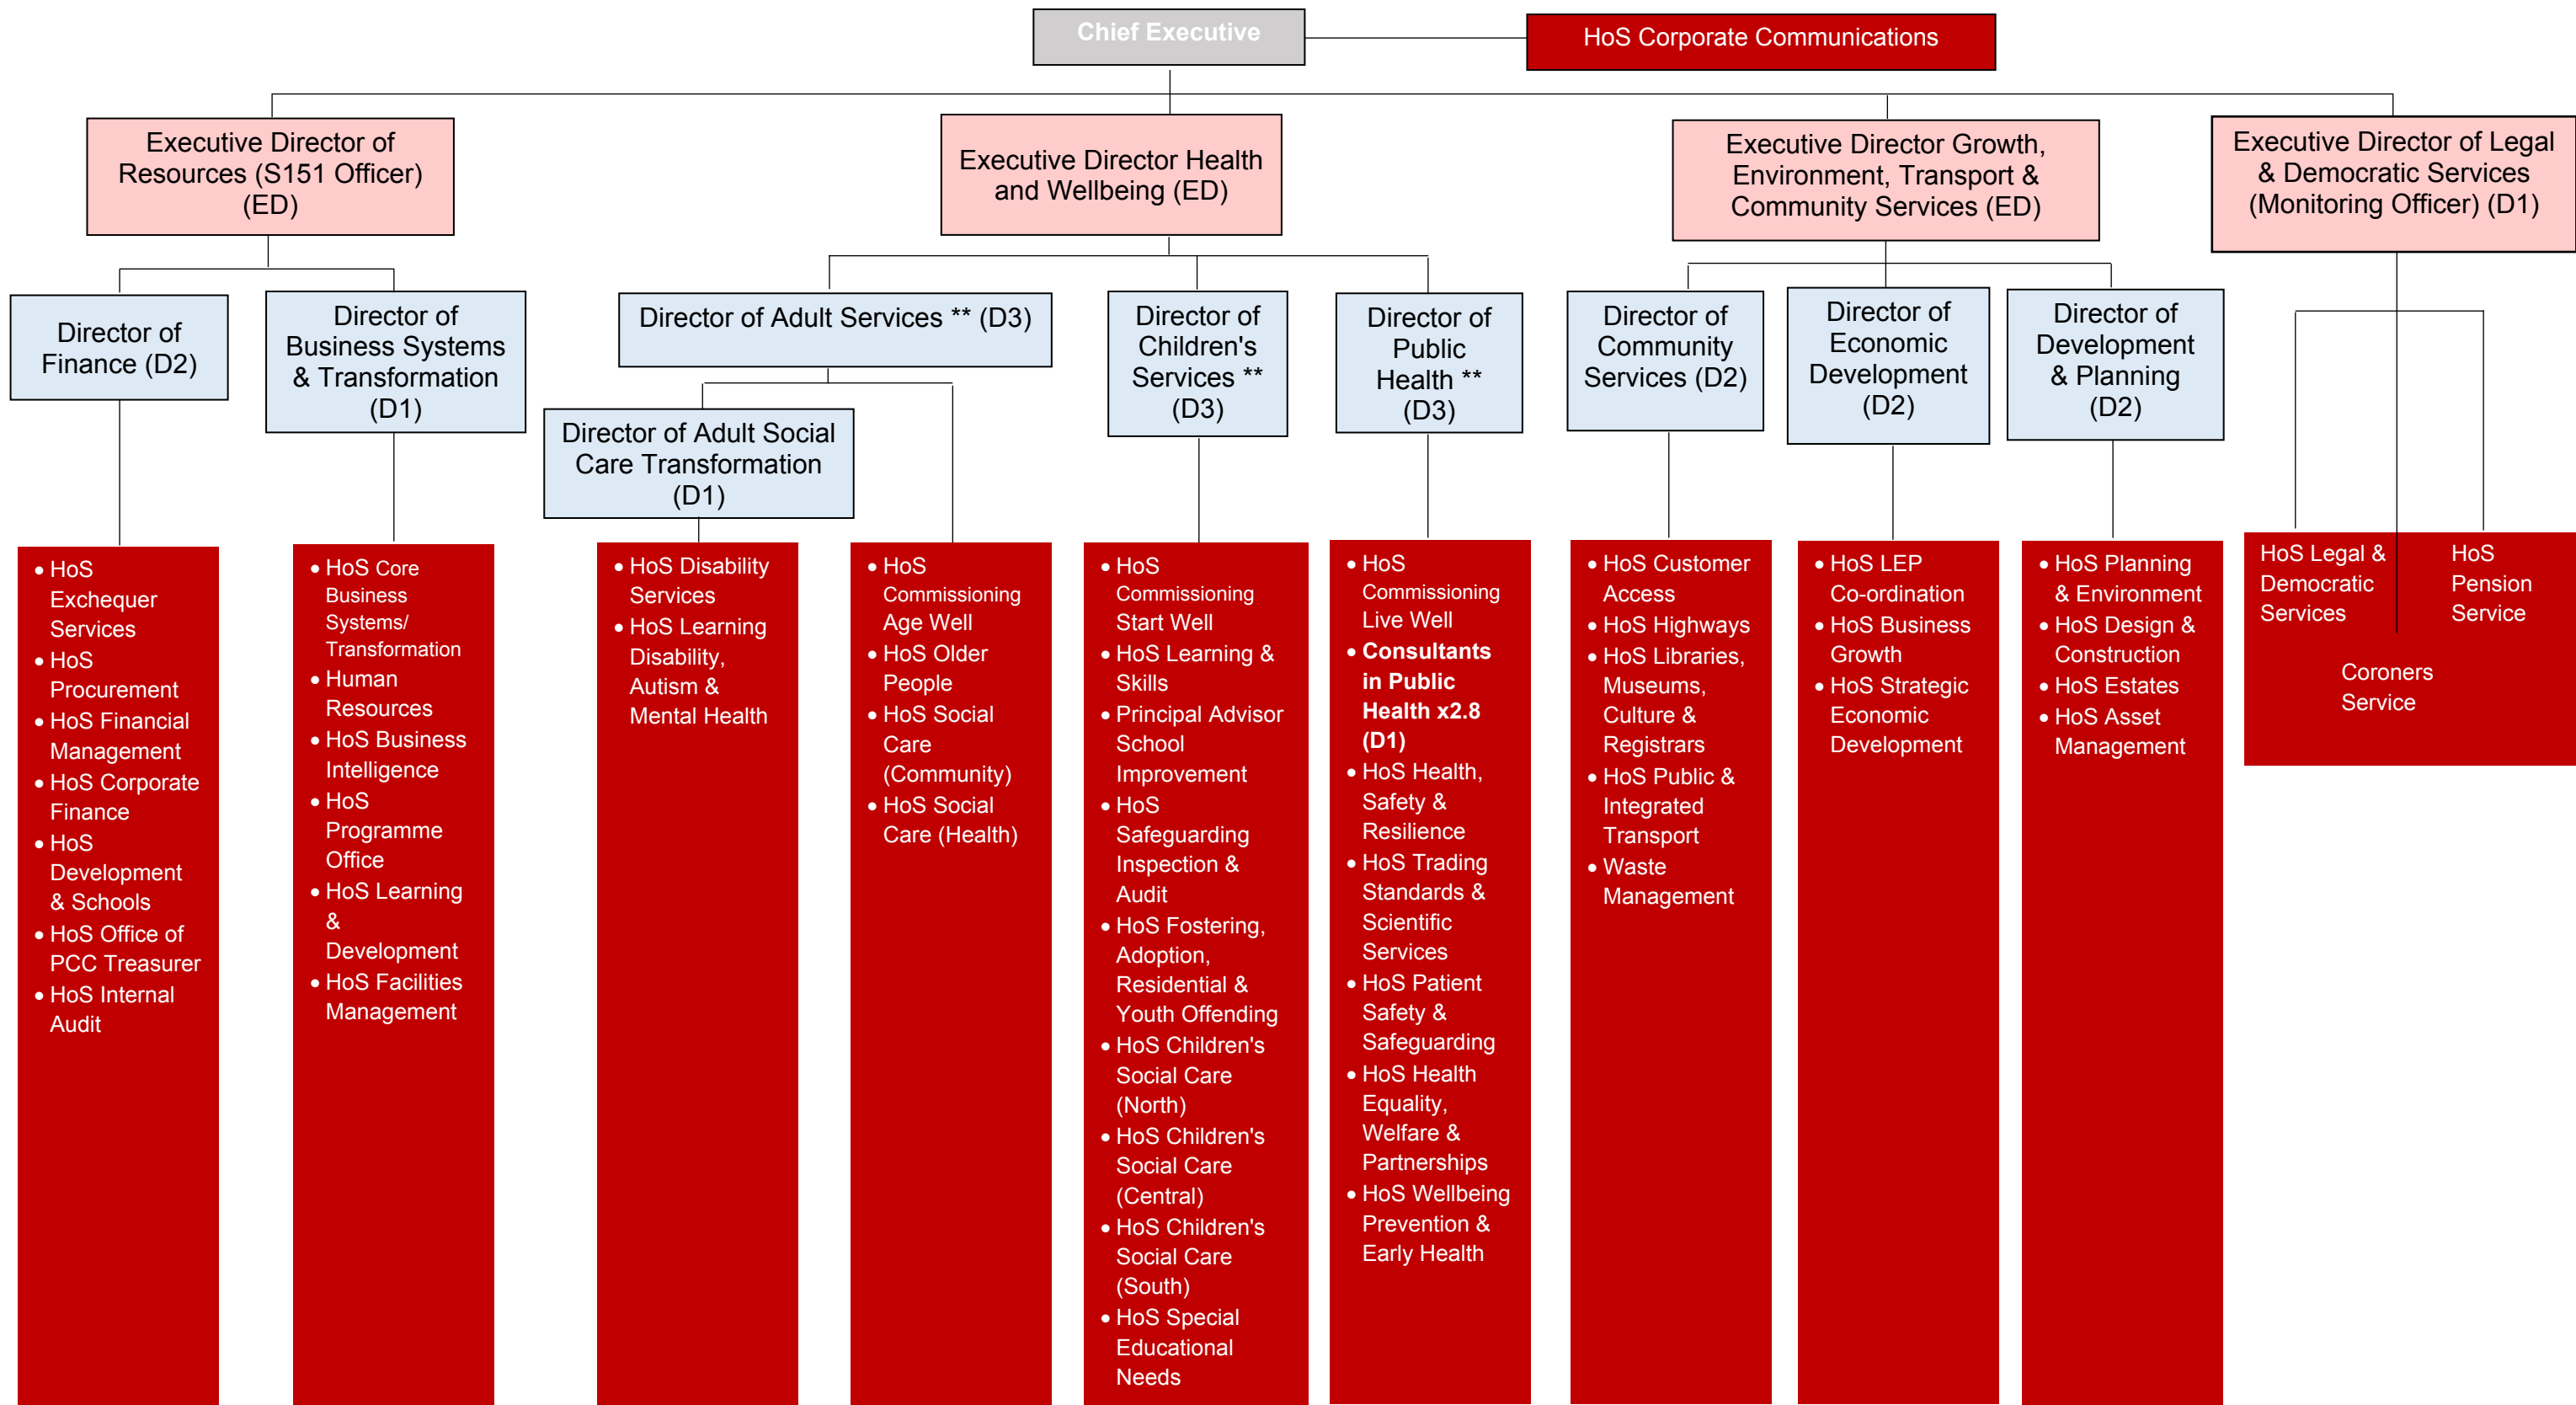 Chief Executive
HoS Corporate Communications
Executive Director of
Resources (S151 Officer)
(ED)
Executive Director Health
and Wellbeing (ED)
Executive Director Growth,
Environment, Transport &
Community Services (ED)
Executive Director of Legal
& Democratic Services
(Monitoring Officer) (D1)
Director of
Finance (D2)
Director of
Business Systems
& Transformation
(D1)
Director of Adult Services ** (D3)
Director of Adult Social
Care Transformation
(D1)
Director of
Children's
Services **
(D3)
Director of
Public
Health **
(D3)
Director of
Community
Services (D2)
Director of
Economic
Development
(D2)
Director of
Development
& Planning
(D2)
• HoS
Exchequer
Services
• HoS
Procurement
• HoS Financial
Management
• HoS Corporate
Finance
• HoS
Development
& Schools
• HoS Office of
PCC Treasurer
• HoS Internal
Audit
• HoS Core
Business
Systems/
Transformation
• Human
Resources
• HoS Business
Intelligence
• HoS
Programme
Office
• HoS Learning
&
Development
• HoS Facilities
Management
• HoS Disability
Services
• HoS Learning
Disability,
Autism &
Mental Health
• HoS
Commissioning
Age Well
• HoS Older
People
• HoS Social
Care
(Community)
• HoS Social
Care (Health)
• HoS
Commissioning
Start Well
• HoS Learning &
Skills
• Principal Advisor
School
Improvement
• HoS
Safeguarding
Inspection &
Audit
• HoS Fostering,
Adoption,
Residential &
Youth Offending
• HoS Children's
Social Care
(North)
• HoS Children's
Social Care
(Central)
• HoS Children's
Social Care
(South)
• HoS Special
Educational
Needs
• HoS
Commissioning
Live Well
• Consultants
in Public
Health x2.8
(D1)
• HoS Health,
Safety &
Resilience
• HoS Trading
Standards &
Scientific
Services
• HoS Patient
Safety &
Safeguarding
• HoS Health
Equality,
Welfare &
Partnerships
• HoS Wellbeing
Prevention &
Early Health
• HoS Customer
Access
• HoS Highways
• HoS Libraries,
Museums,
Culture &
Registrars
• HoS Public &
Integrated
Transport
• Waste
Management
• HoS LEP
Co-ordination
• HoS Business
Growth
• HoS Strategic
Economic
Development
• HoS Planning
& Environment
• HoS Design &
Construction
• HoS Estates
• HoS Asset
Management
HoS Legal &
Democratic
Services
HoS
Pension
Service
Coroners
Service